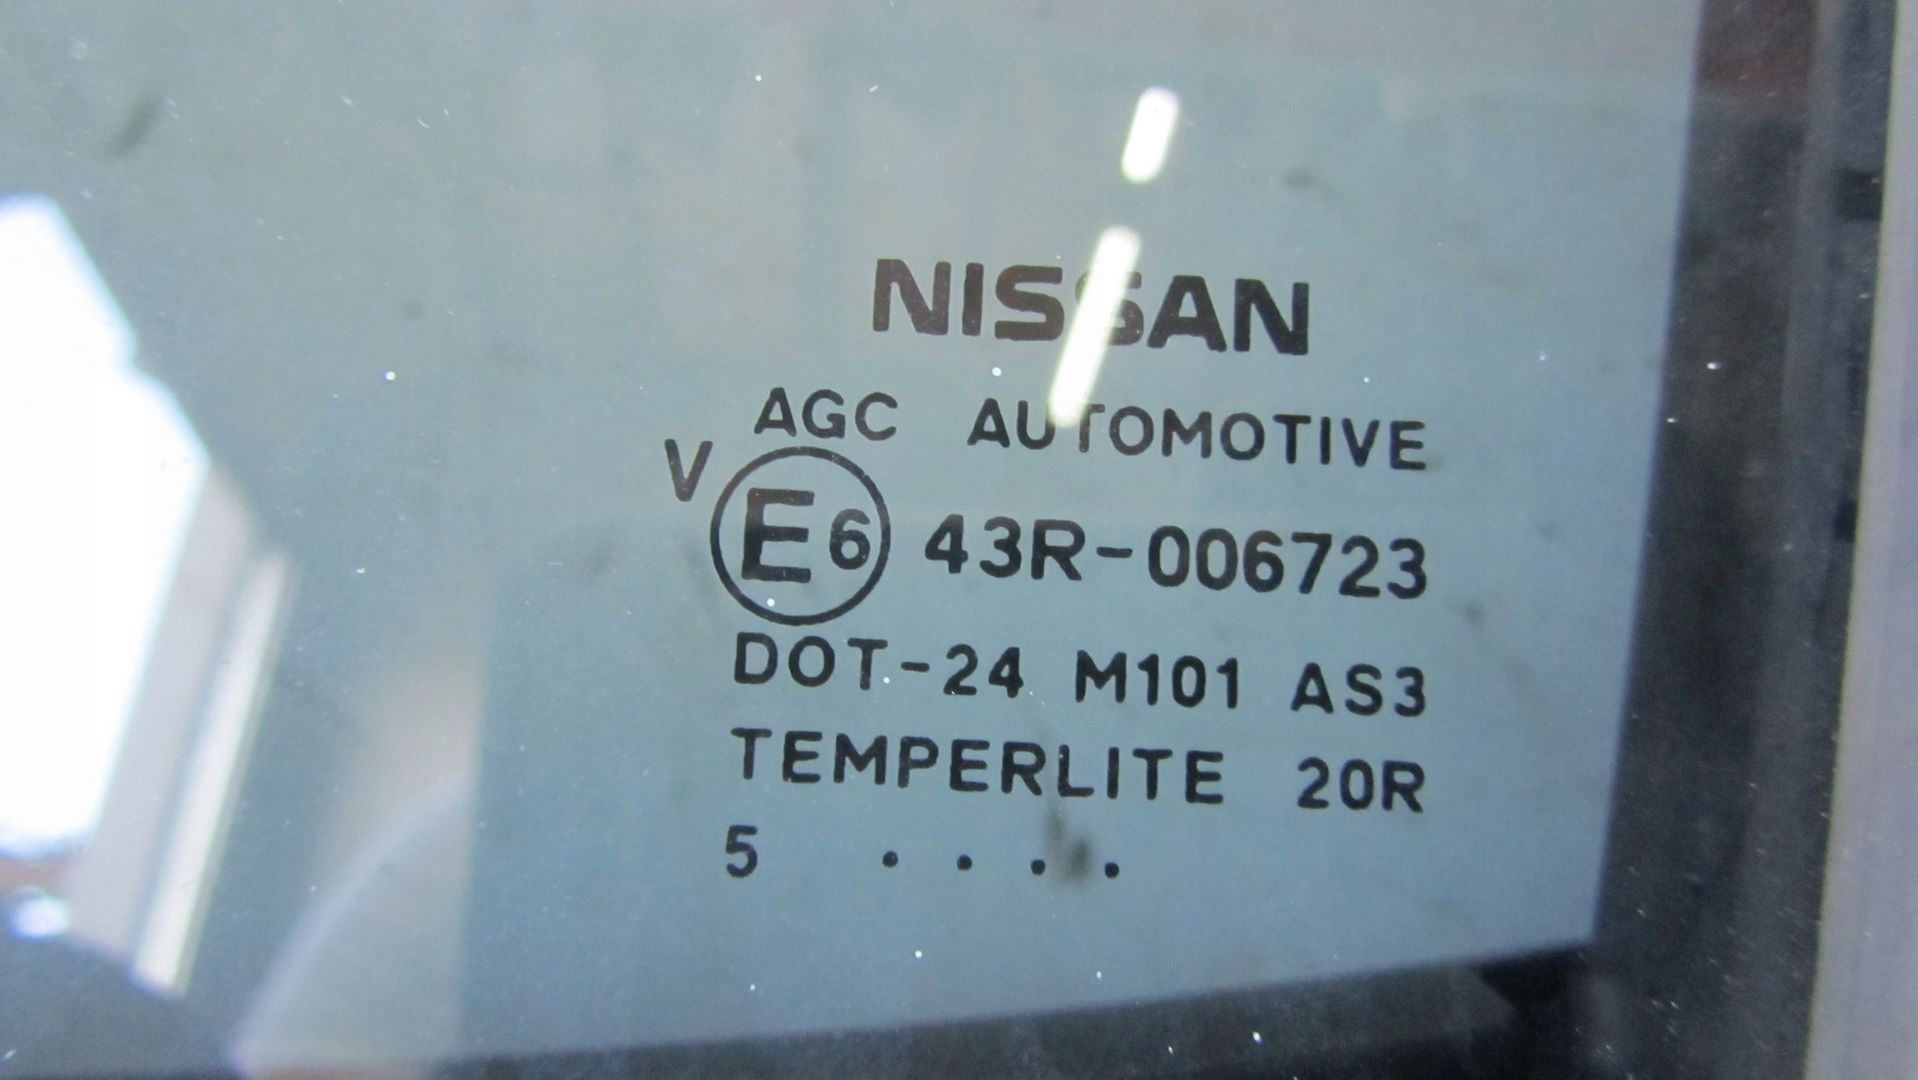 NISSAN
AGC AUTOMOTIVE
V E6 43R-006723
DOT-24 M101 AS3
TEMPERLITE 20R
5 . . . .